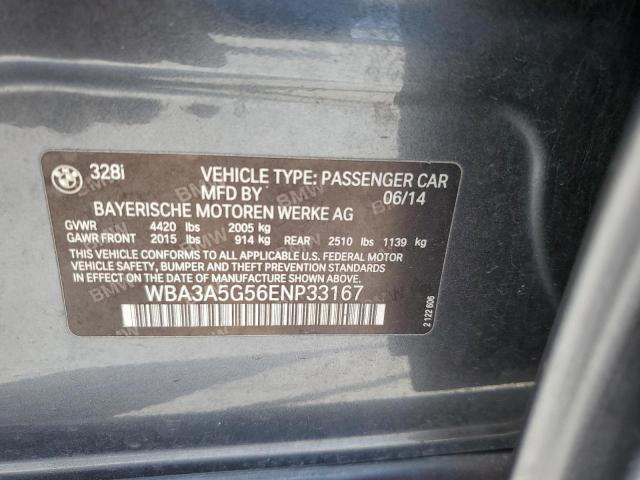 328i VEHICLE TYPE: PASSENGER CAR
MFD BY 06/14
BAYERISCHE MOTOREN WERKE AG
GVWR 4420 lbs 2005 kg
GAWR FRONT 2015 lbs 914 kg REAR 2510 lbs 1139 kg
THIS VEHICLE CONFORMS TO ALL APPLICABLE U.S. FEDERAL MOTOR
VEHICLE SAFETY, BUMPER AND THEFT PREVENTION STANDARDS IN
EFFECT ON THE DATE OF MANUFACTURE SHOWN ABOVE.
WBA3A5G56ENP33167
2 122 606